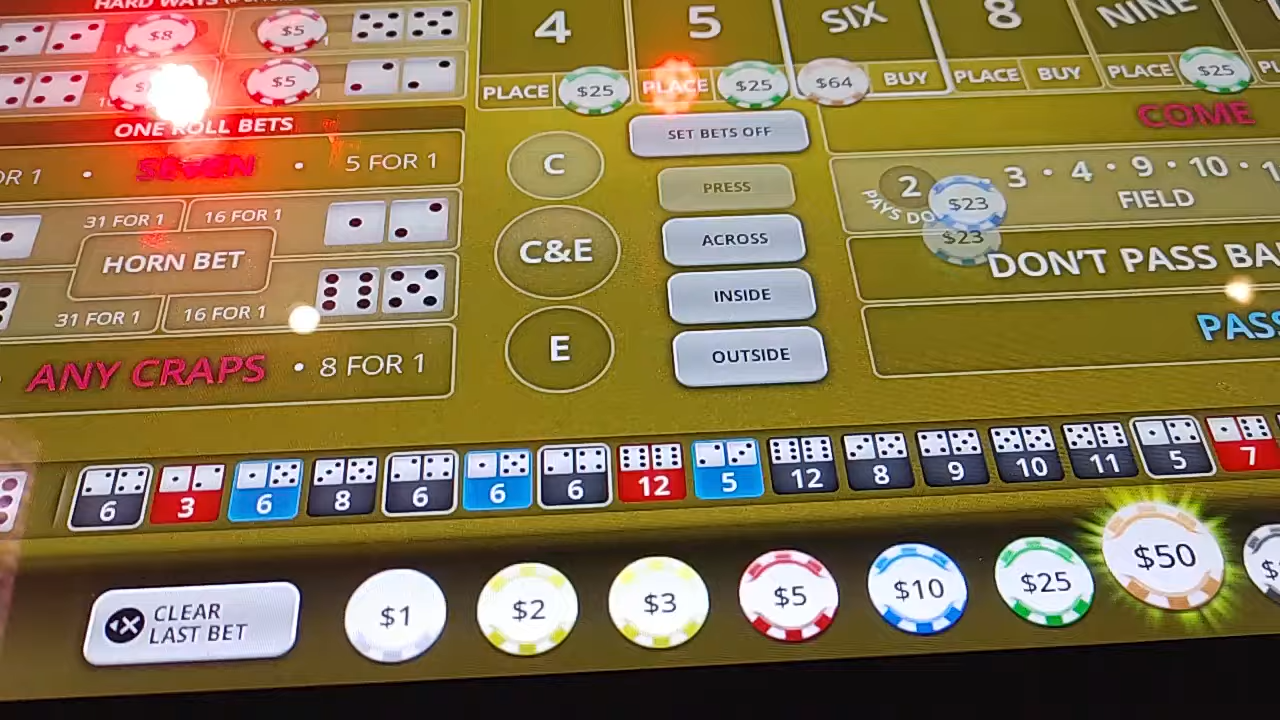 HARD WAYS
$8
$5
$5
ONE ROLL BETS
SEVEN • 5 FOR 1
31 FOR 1
16 FOR 1
HORN BET
31 FOR 1
16 FOR 1
ANY CRAPS • 8 FOR 1
4
5
SIX
8
NINE
PLACE
$25
PLACE
$25
$64
BUY
PLACE
BUY
PLACE
$25
C
C&E
E
SET BETS OFF
PRESS
ACROSS
INSIDE
OUTSIDE
COME
2
PAYS
$23
$23
3 • 4 • 9 • 10 •
FIELD
DON'T PASS
6
3
6
8
6
6
6
12
5
12
8
9
10
11
5
7
CLEAR
LAST BET
$1
$2
$3
$5
$10
$25
$50